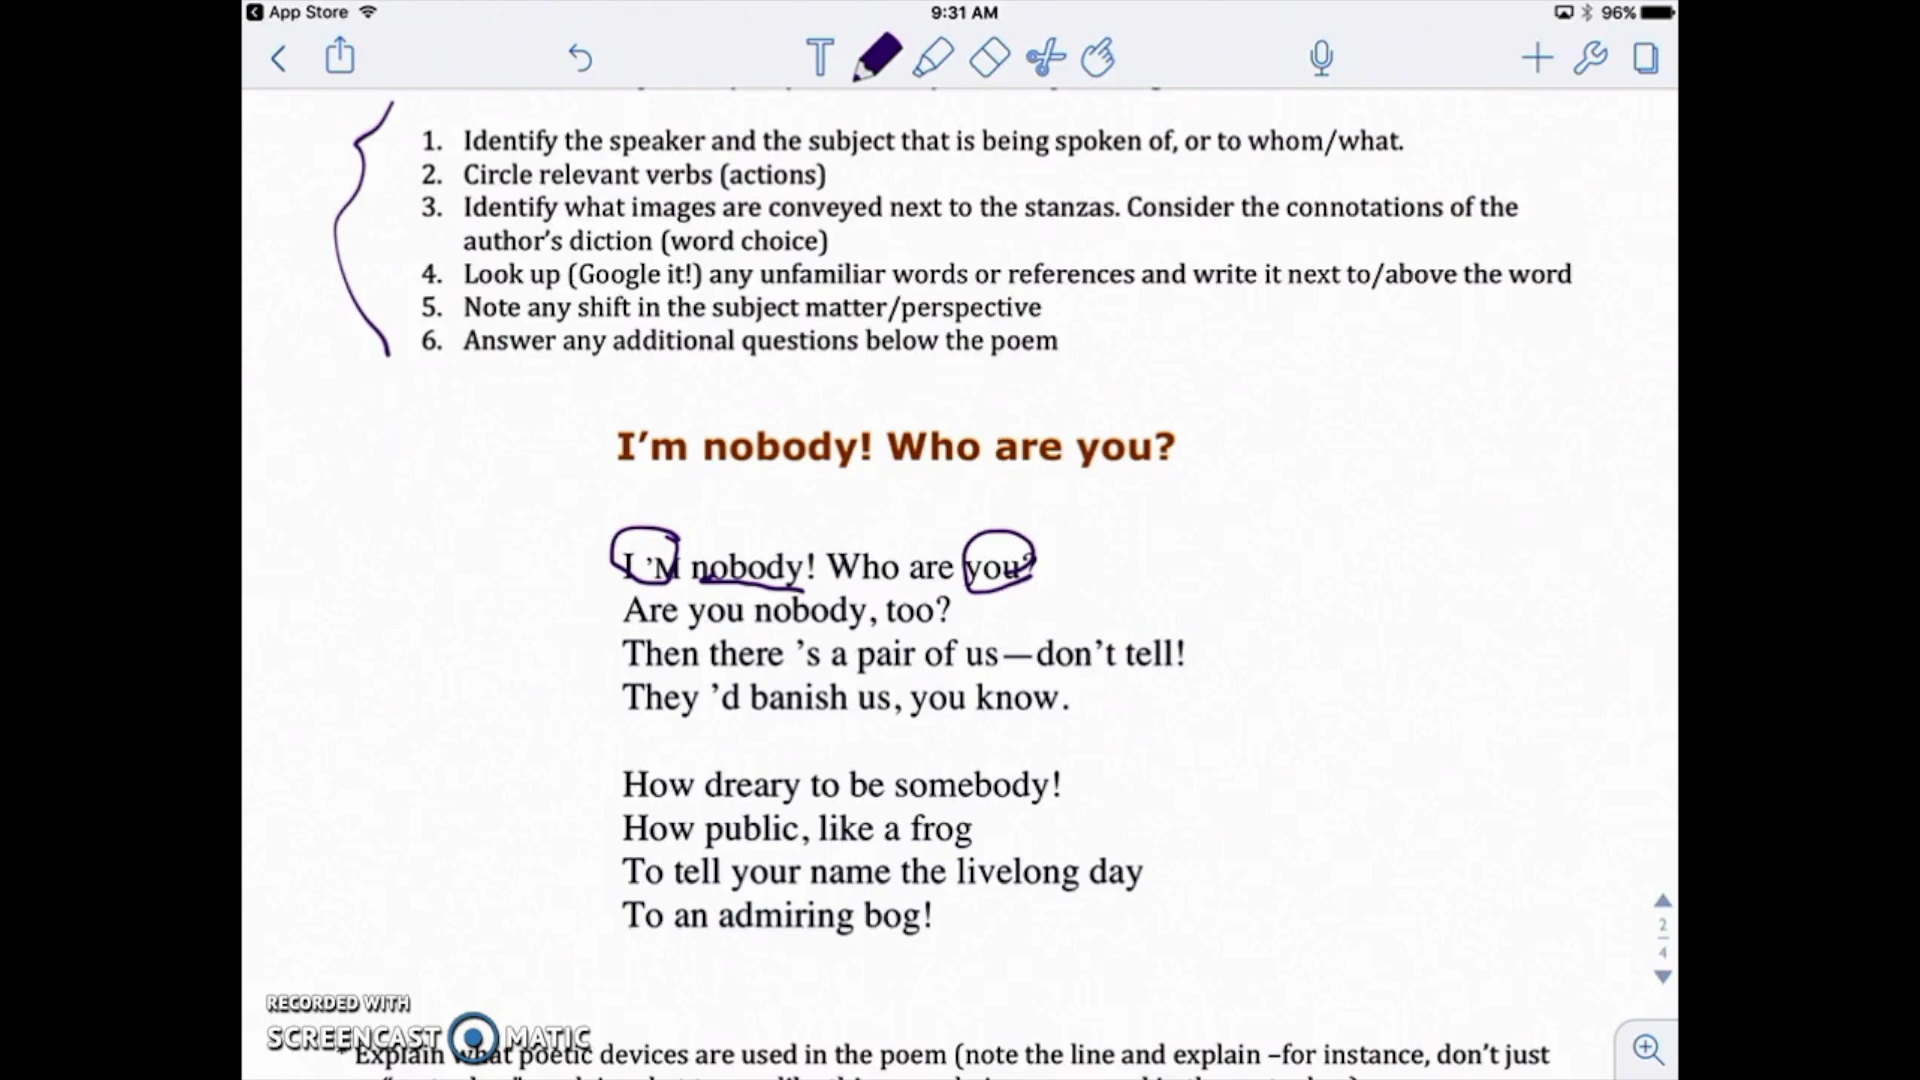 App Store 9:31 AM 96%
1. Identify the speaker and the subject that is being spoken of, or to whom/what.
2. Circle relevant verbs (actions)
3. Identify what images are conveyed next to the stanzas. Consider the connotations of the
author’s diction (word choice)
4. Look up (Google it!) any unfamiliar words or references and write it next to/above the word
5. Note any shift in the subject matter/perspective
6. Answer any additional questions below the poem
I’m nobody! Who are you?
I ’M nobody! Who are you?
Are you nobody, too?
Then there ’s a pair of us—don’t tell!
They ’d banish us, you know.
How dreary to be somebody!
How public, like a frog
To tell your name the livelong day
To an admiring bog!
2
4
RECORDED WITH
SCREENCAST MATIC
* Explain what poetic devices are used in the poem (note the line and explain –for instance, don’t just